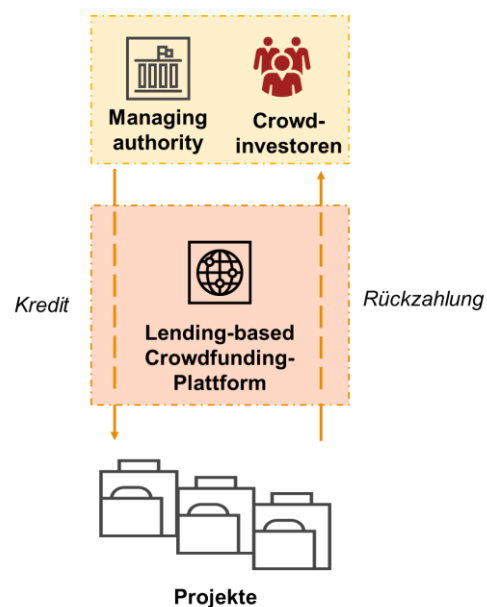 Managing
authority
Crowd-
investoren
Kredit
Rückzahlung
Lending-based
Crowdfunding-
Plattform
Projekte